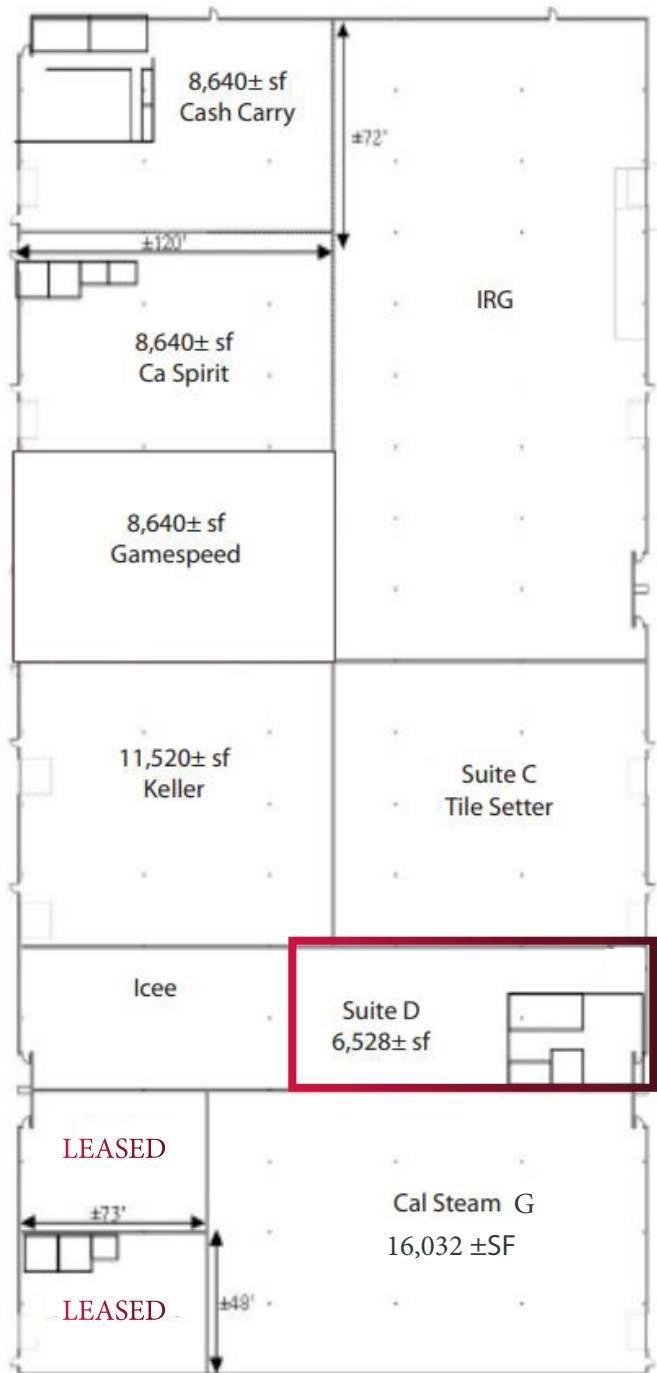 8,640± sf
Cash Carry
±72'
±120'
IRG
8,640± sf
Ca Spirit
8,640± sf
Gamespeed
11,520± sf
Keller
Suite C
Tile Setter
Icee
Suite D
6,528± sf
LEASED
±73'
Cal Steam G
16,032 ±SF
LEASED
±48'